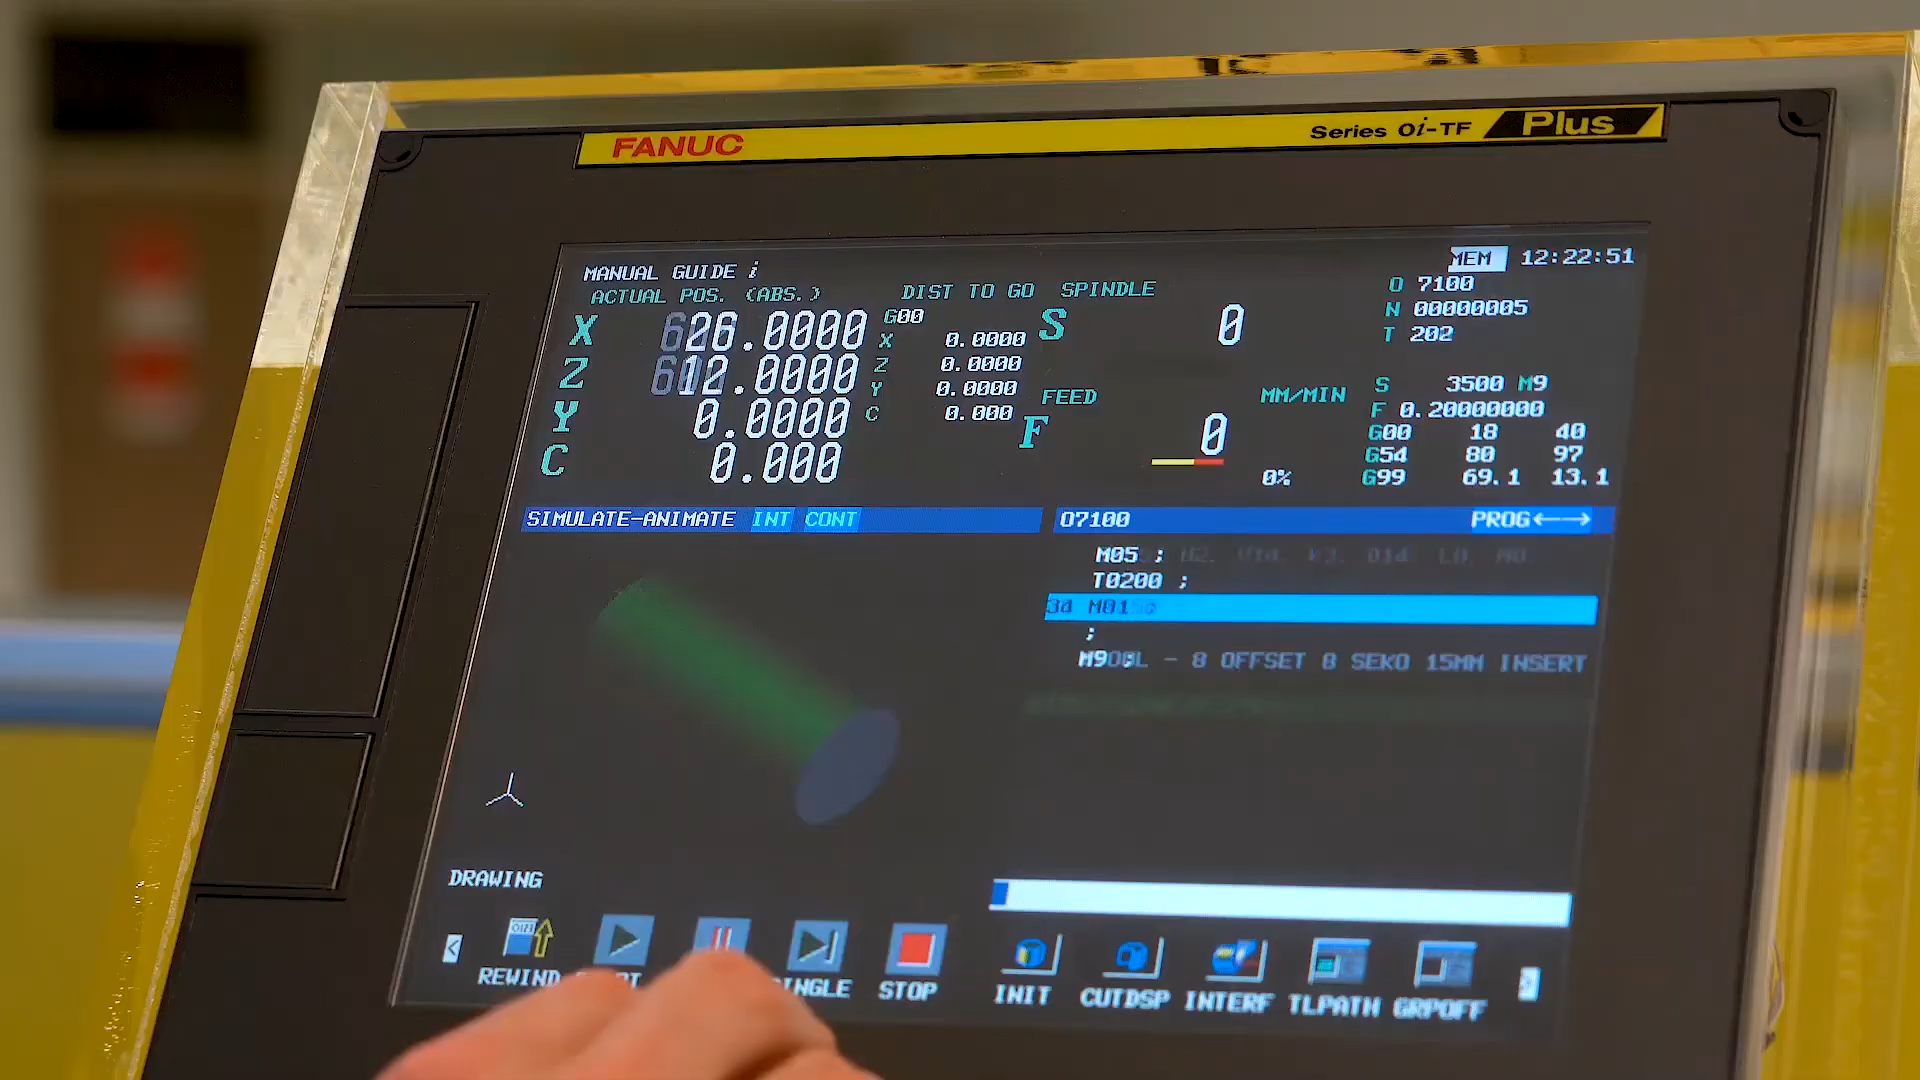 FANUC
Series 0i-TF Plus
MANUAL GUIDE i
MEM 12:22:51
ACTUAL POS. (ABS.)
DIST TO GO
SPINDLE
O 7100
N 00000005
T 202
X 26.0000
Z 12.0000
Y 0.0000
C 0.000
G00
X 0.0000
Z 0.0000
Y 0.0000
C 0.000
S 0
FEED MM/MIN
F 0
0%
S 3500 M9
F 0.20000000
G00 18 40
G54 80 97
G99 69.1 13.1
SIMULATE-ANIMATE INT CONT
O7100 PROG←→
M05 ;
T0200 ;
M01
;
- 8 OFFSET 8 SEKO 15MM INSERT
DRAWING
REWIND
STOP
INIT
CUTDSP
INTERF
TLPATH
GRPOFF